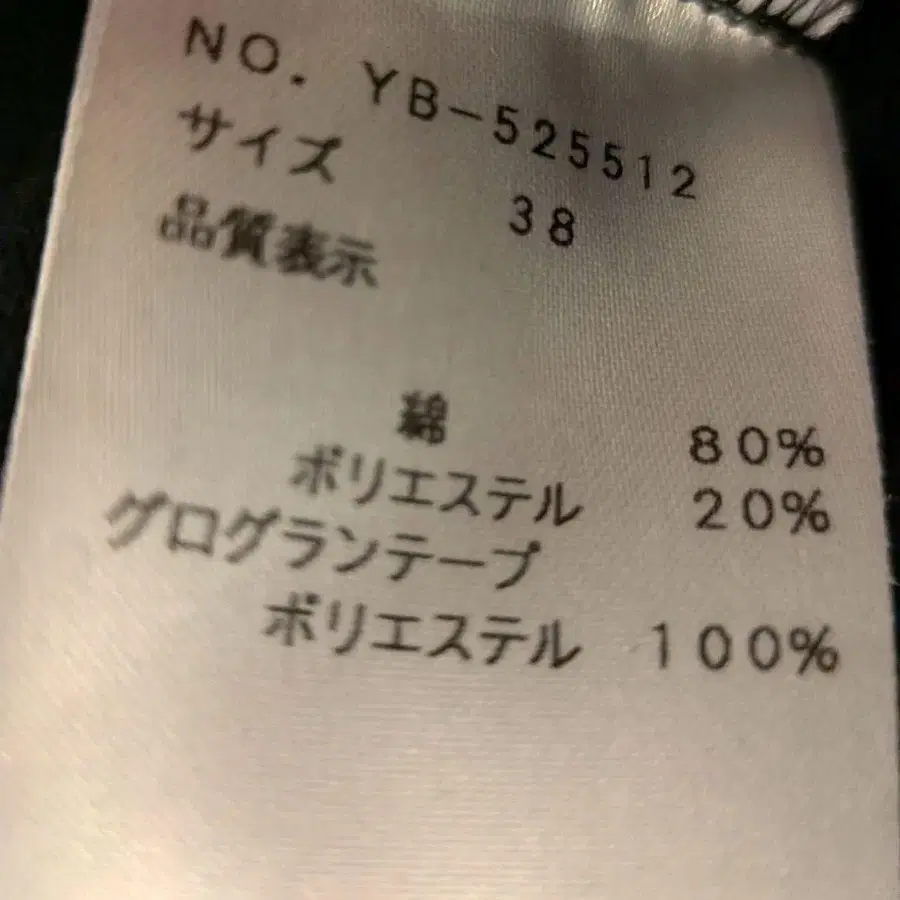 NO. YB-525512
サイズ 38
品質表示
綿 80%
ポリエステル 20%
グログランテープ
ポリエステル 100%